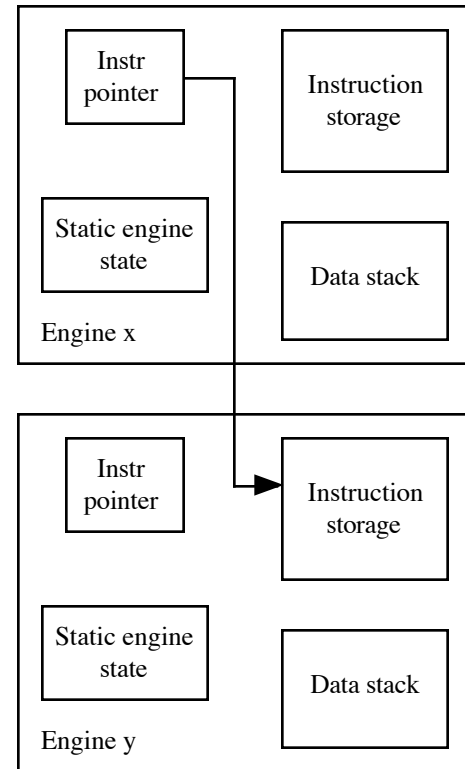 Instr
pointer
Instruction
storage
Static engine
state
Data stack
Engine x
Instr
pointer
Instruction
storage
Static engine
state
Data stack
Engine y